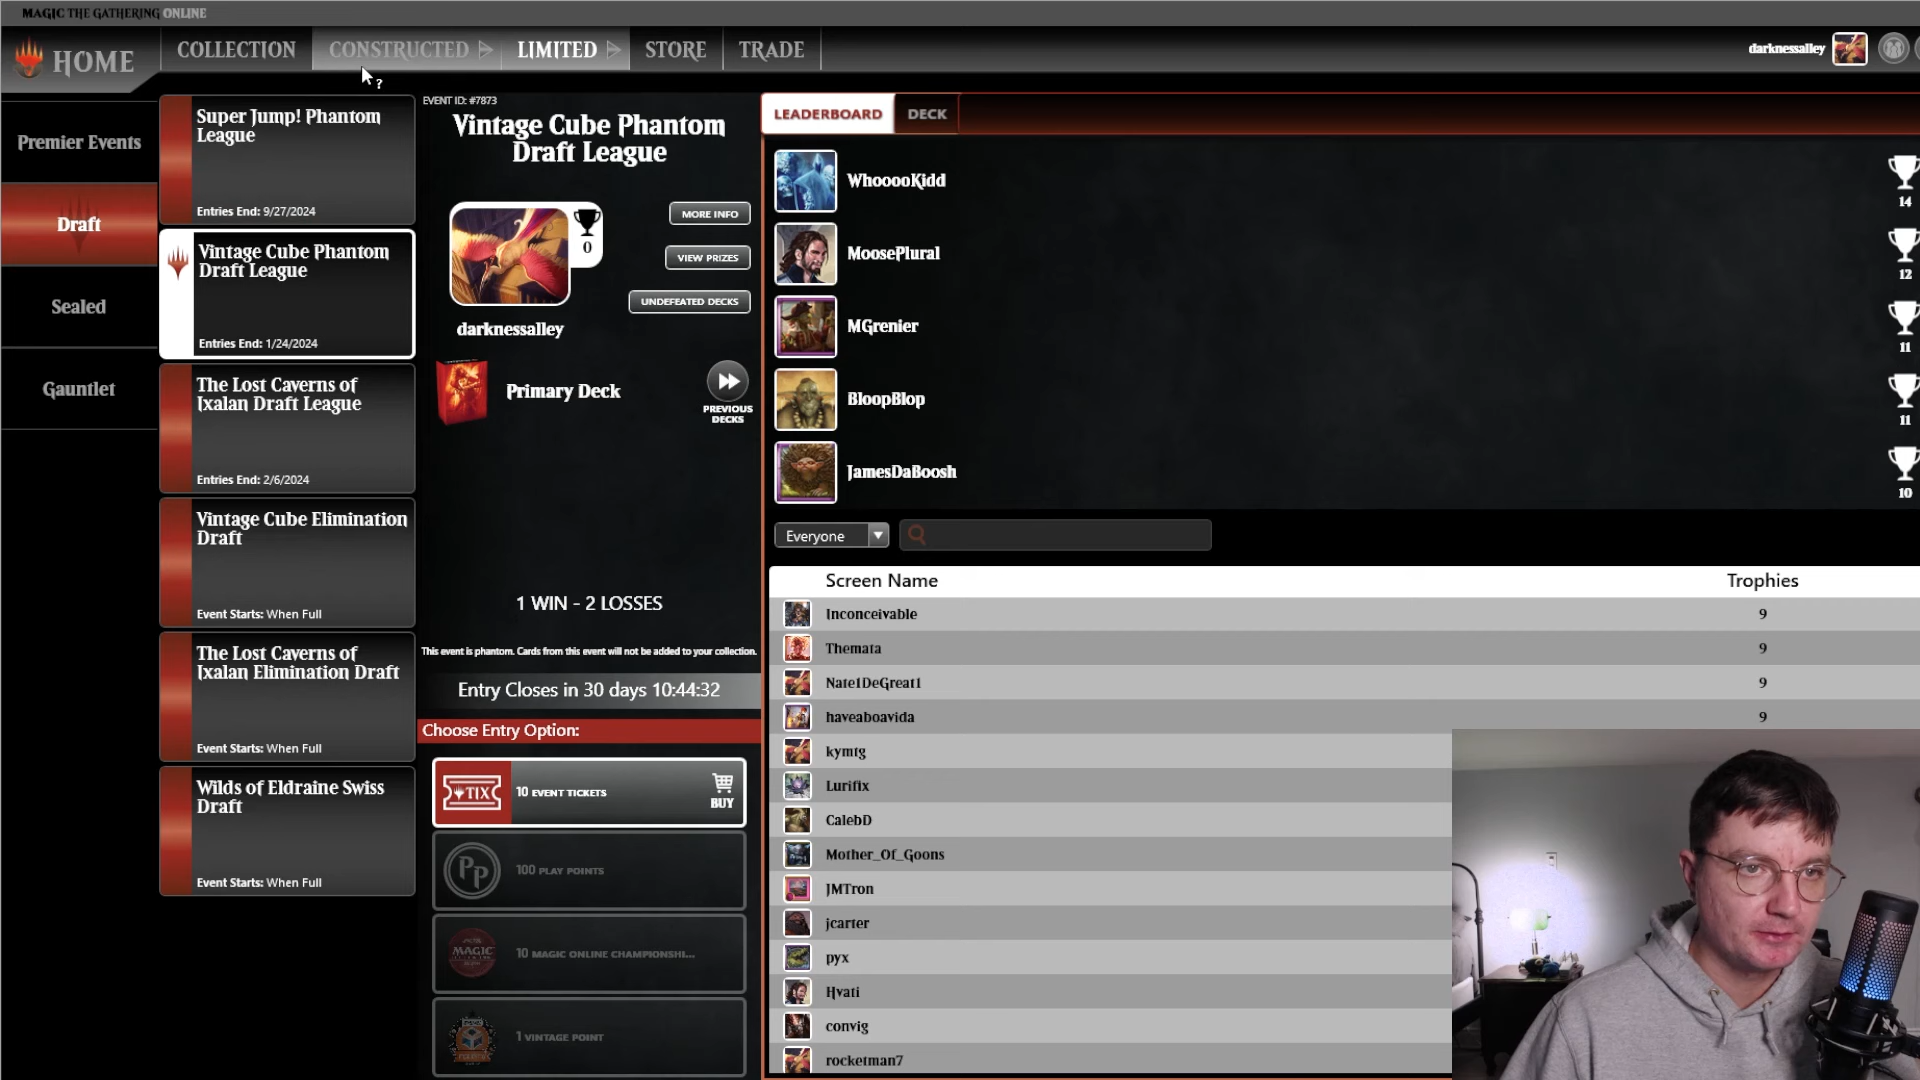 MAGIC THE GATHERING ONLINE
HOME
COLLECTION
CONSTRUCTED
LIMITED
STORE
TRADE
darknessalley
?
Premier Events
Draft
Sealed
Gauntlet
Super Jump! Phantom
League
Entries End: 9/27/2024
Vintage Cube Phantom
Draft League
Entries End: 1/24/2024
The Lost Caverns of
Ixalan Draft League
Entries End: 2/6/2024
Vintage Cube Elimination
Draft
Event Starts: When Full
The Lost Caverns of
Ixalan Elimination Draft
Event Starts: When Full
Wilds of Eldraine Swiss
Draft
Event Starts: When Full
EVENT ID: #7873
Vintage Cube Phantom
Draft League
0
darknessalley
MORE INFO
VIEW PRIZES
UNDEFEATED DECKS
Primary Deck
PREVIOUS
DECKS
1 WIN - 2 LOSSES
This event is phantom. Cards from this event will not be added to your collection.
Entry Closes in 30 days 10:44:32
Choose Entry Option:
TIX
10 EVENT TICKETS
BUY
PP
100 PLAY POINTS
MAGIC
10 MAGIC ONLINE CHAMPIONSHI...
1 VINTAGE POINT
LEADERBOARD
DECK
WhooooKidd
14
MoosePlural
12
MGrenier
11
BloopBlop
11
JamesDaBoosh
10
Everyone
Screen Name Trophies
Inconceivable 9
Themata 9
Nate1DeGreat1 9
haveaboavida 9
kymtg
Lurifix
CalebD
Mother_Of_Goons
JMTron
jcarter
pyx
Hvati
convig
rocketman7